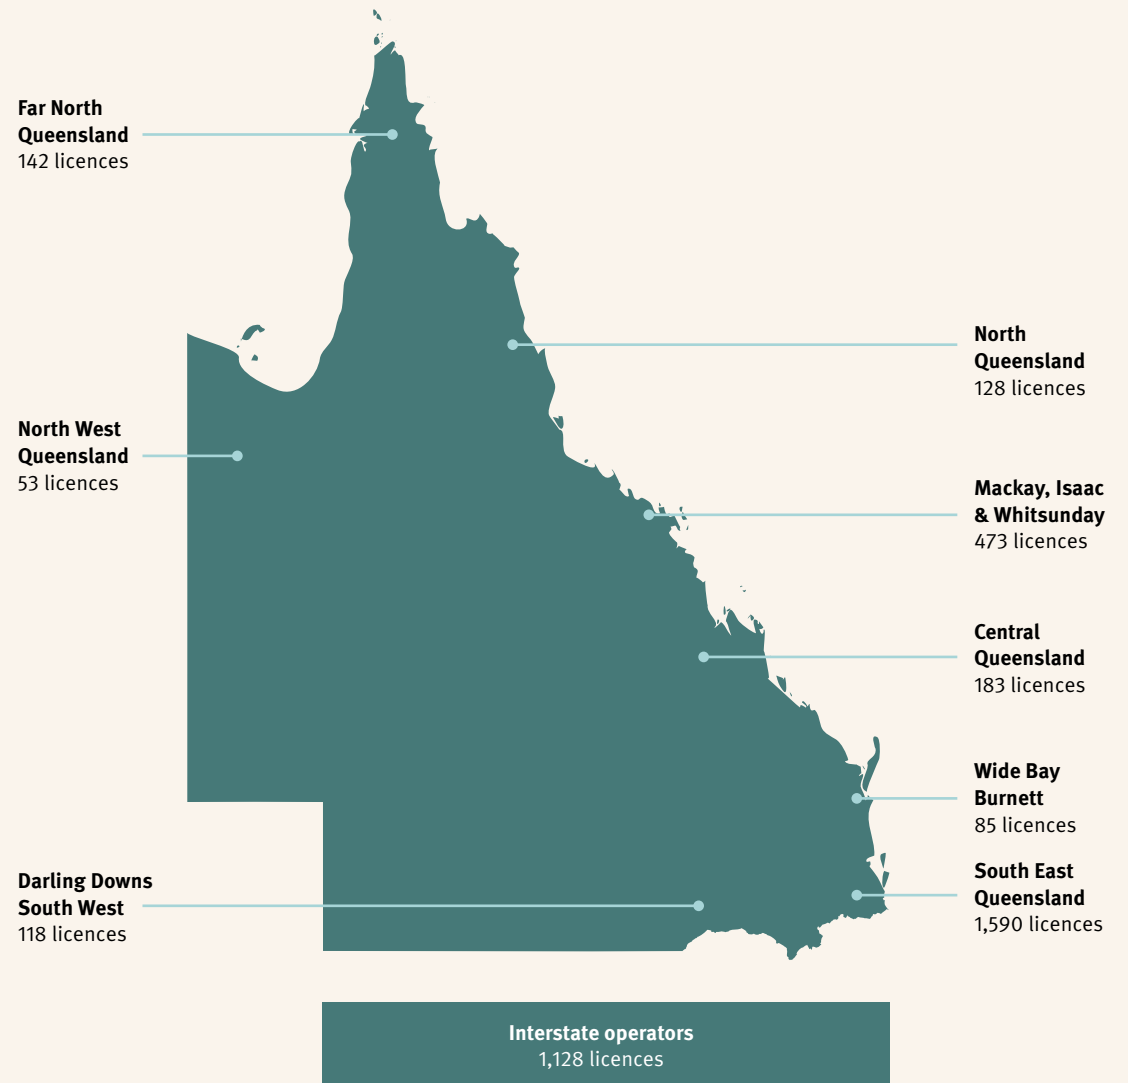 Far North
Queensland
142 licences
North
Queensland
128 licences
North West
Queensland
53 licences
Mackay, Isaac
& Whitsunday
473 licences
Central
Queensland
183 licences
Wide Bay
Burnett
85 licences
South East
Queensland
1,590 licences
Darling Downs
South West
118 licences
Interstate operators
1,128 licences